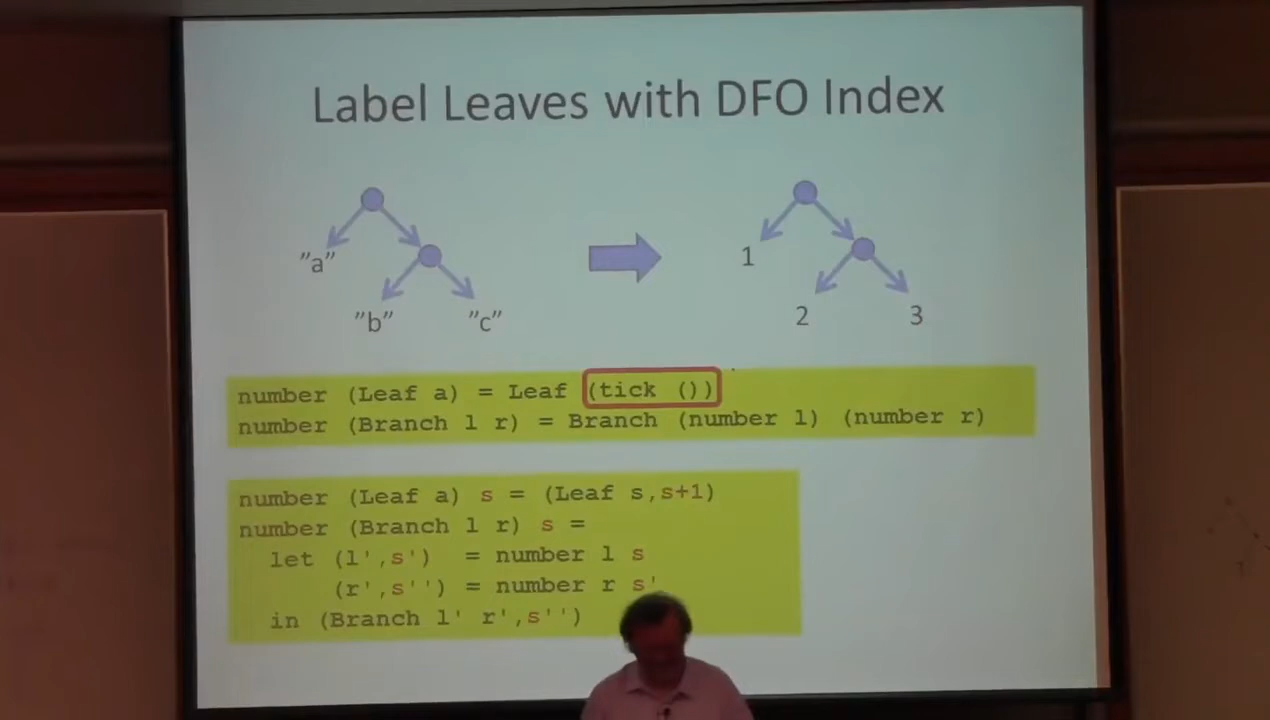 Label Leaves with DFO Index
”a”
”b” ”c”
1
2 3
number (Leaf a) = Leaf (tick ())
number (Branch l r) = Branch (number l) (number r)
number (Leaf a) s = (Leaf s,s+1)
number (Branch l r) s =
let (l',s') = number l s
(r',s'') = number r s'
in (Branch l' r',s'')